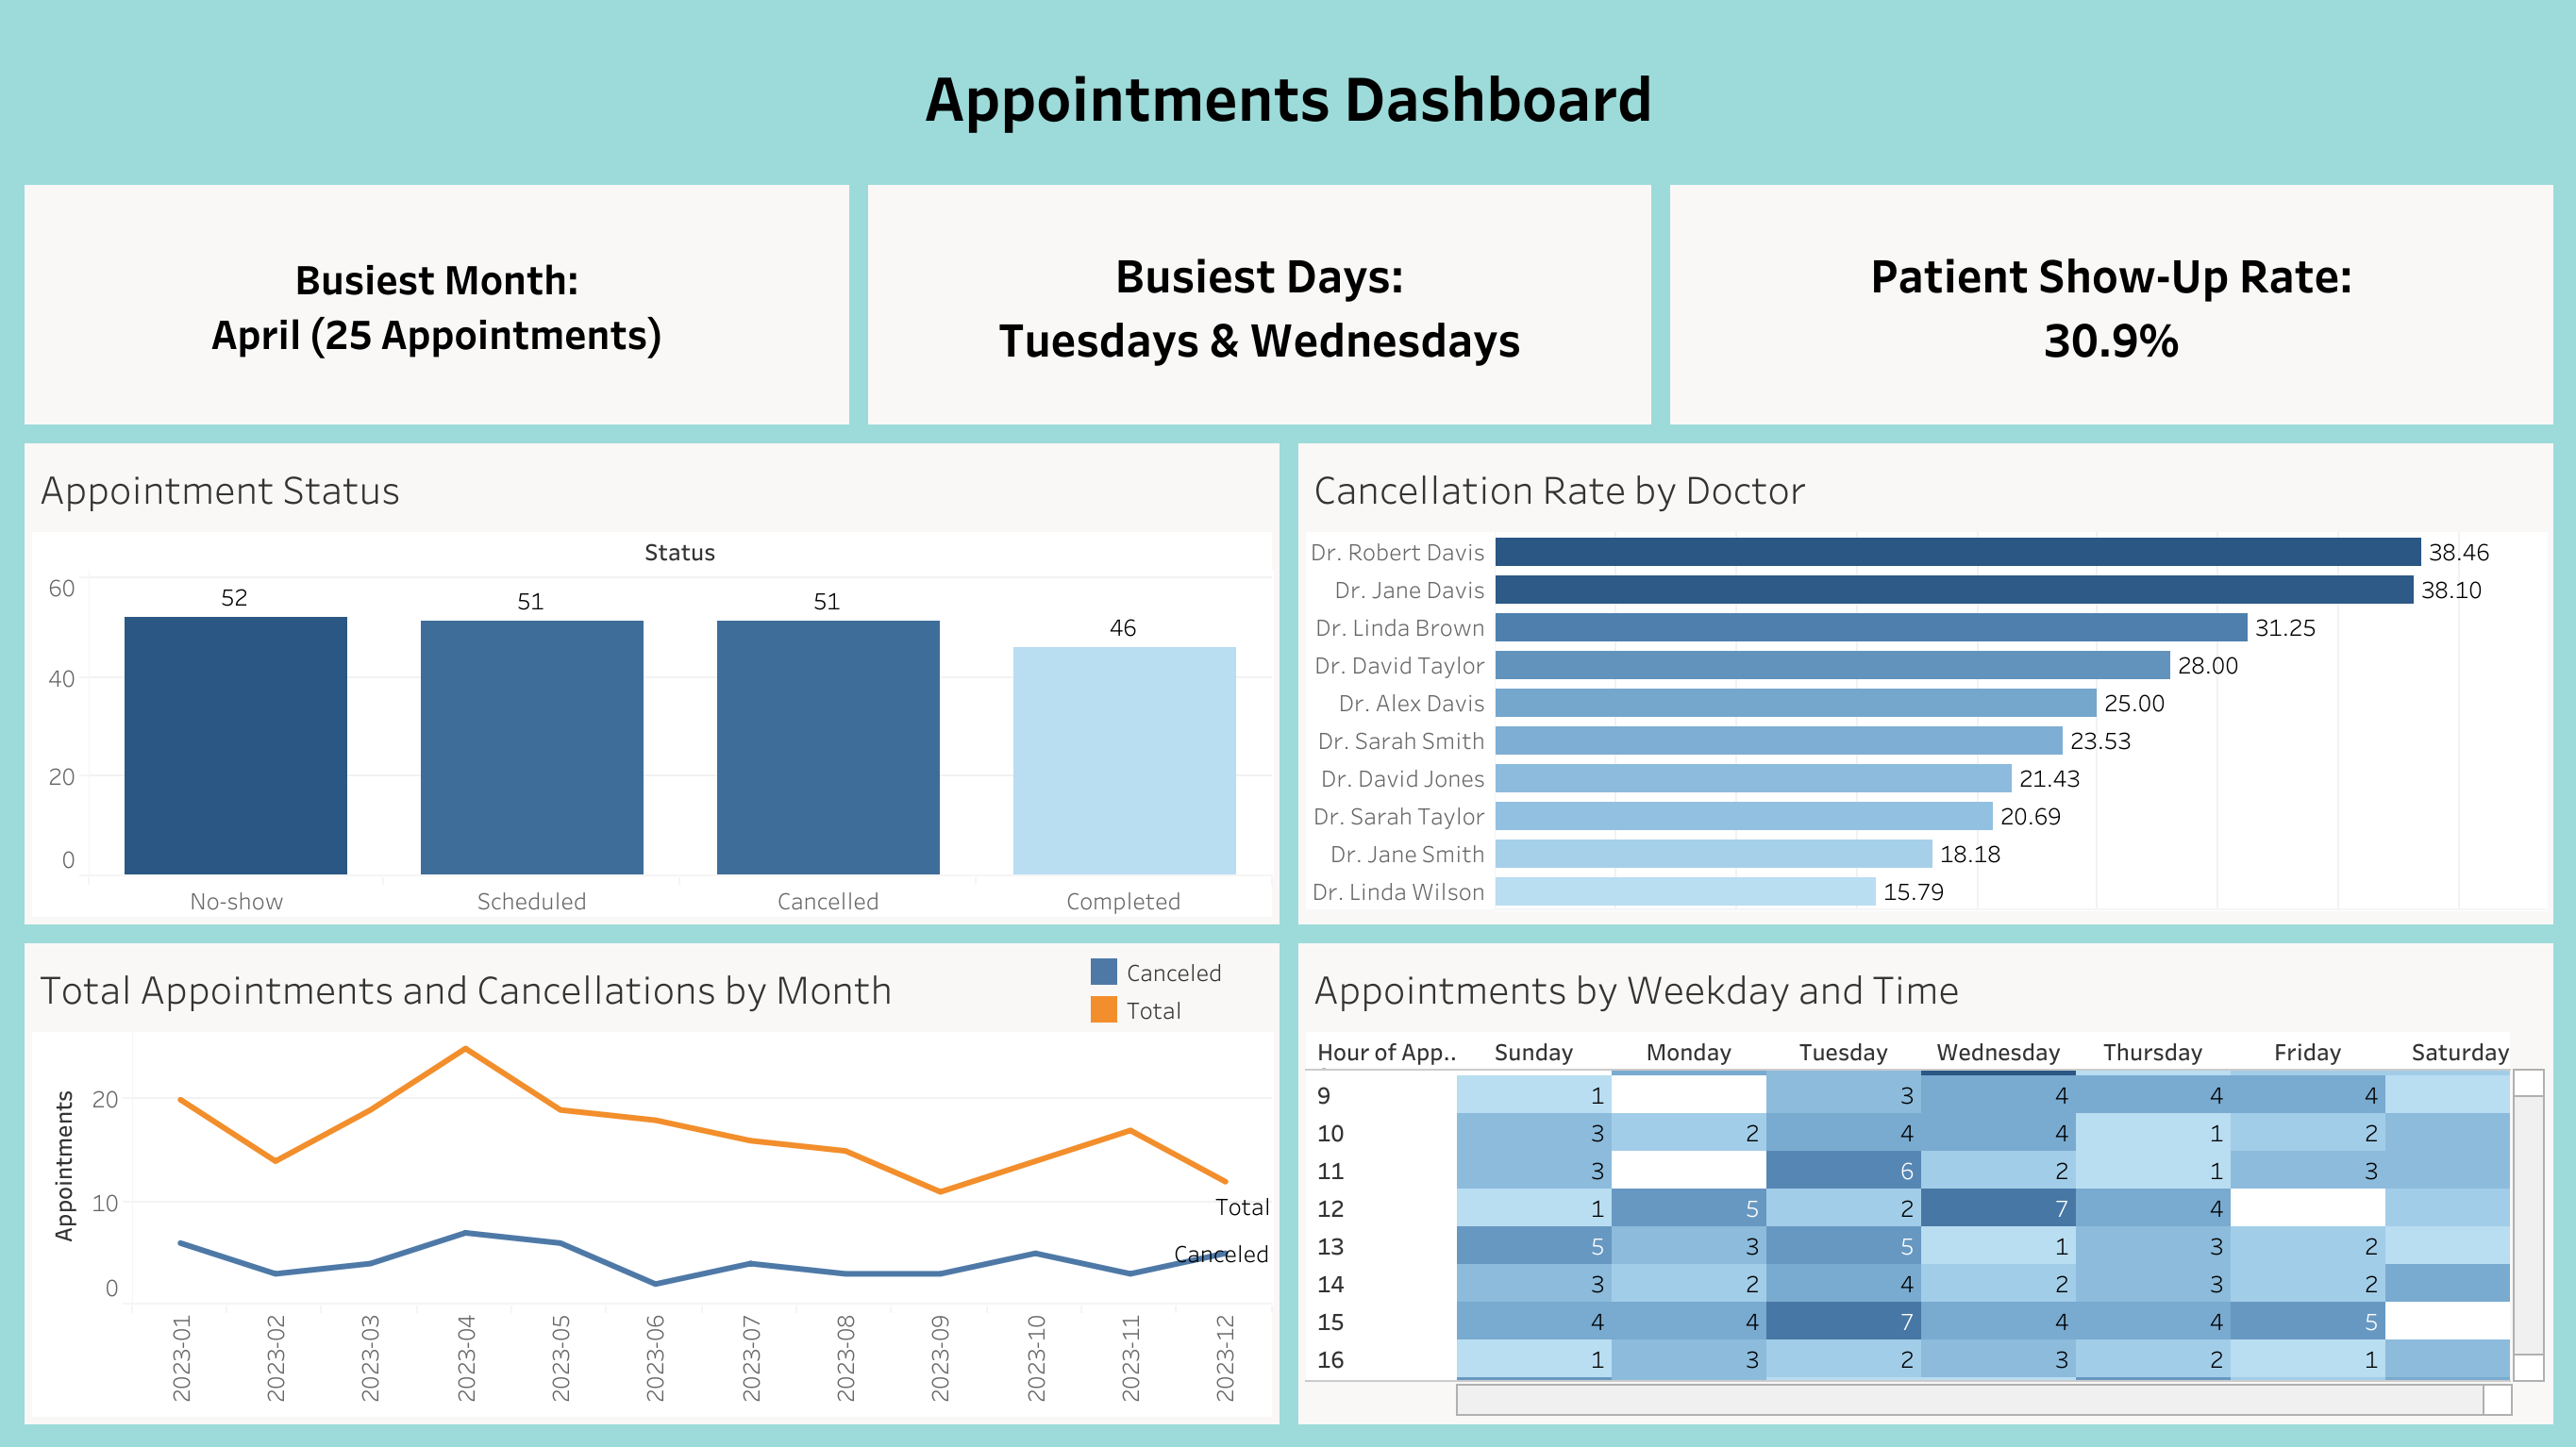 Appointments Dashboard
Busiest Month:
April (25 Appointments)
Busiest Days:
Tuesdays & Wednesdays
Patient Show-Up Rate:
30.9%
Appointment Status
Status
60
40
20
0
52
51
51
46
No-show
Scheduled
Cancelled
Completed
Cancellation Rate by Doctor
Dr. Robert Davis 38.46
Dr. Jane Davis 38.10
Dr. Linda Brown 31.25
Dr. David Taylor 28.00
Dr. Alex Davis 25.00
Dr. Sarah Smith 23.53
Dr. David Jones 21.43
Dr. Sarah Taylor 20.69
Dr. Jane Smith 18.18
Dr. Linda Wilson 15.79
Total Appointments and Cancellations by Month
Canceled
Total
Appointments
20
10
0
Total
Canceled
2023-01
2023-02
2023-03
2023-04
2023-05
2023-06
2023-07
2023-08
2023-09
2023-10
2023-11
2023-12
Appointments by Weekday and Time
Hour of App.. Sunday Monday Tuesday Wednesday Thursday Friday Saturday
9 1 3 4 4 4
10 3 2 4 4 1 2
11 3 6 2 1 3
12 1 5 2 7 4
13 5 3 5 1 3 2
14 3 2 4 2 3 2
15 4 4 7 4 4 5
16 1 3 2 3 2 1